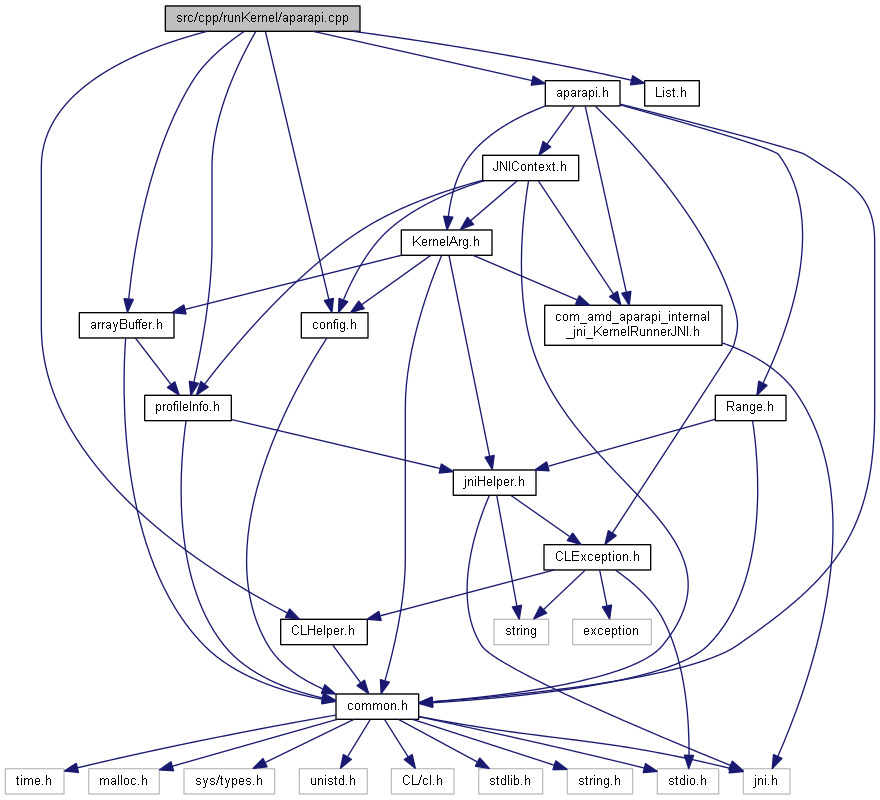 src/cpp/runKernel/aparapi.cpp
aparapi.h
List.h
JNIContext.h
KernelArg.h
arrayBuffer.h
config.h
com_amd_aparapi_internal
_jni_KernelRunnerJNI.h
profileInfo.h
Range.h
jniHelper.h
CLException.h
CLHelper.h
string
exception
common.h
time.h
malloc.h
sys/types.h
unistd.h
CL/cl.h
stdlib.h
string.h
stdio.h
jni.h